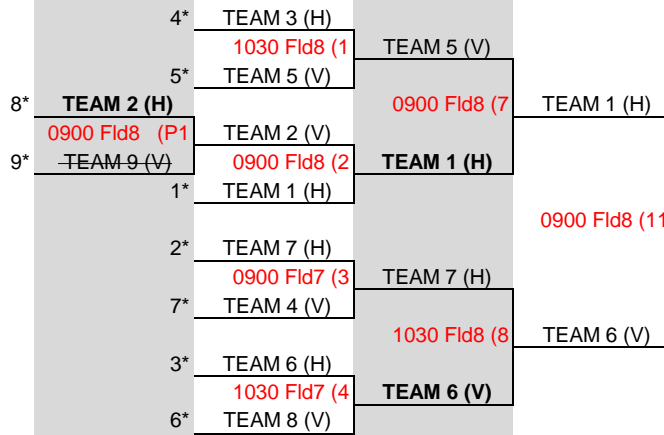 4* TEAM 3 (H)
1030 Fld8 (1 TEAM 5 (V)
5* TEAM 5 (V)
8* TEAM 2 (H) 0900 Fld8 (7 TEAM 1 (H)
0900 Fld8 (P1 TEAM 2 (V)
9* TEAM 9 (V) 0900 Fld8 (2 TEAM 1 (H)
1* TEAM 1 (H)
0900 Fld8 (11
2* TEAM 7 (H)
0900 Fld7 (3 TEAM 7 (H)
7* TEAM 4 (V)
1030 Fld8 (8 TEAM 6 (V)
3* TEAM 6 (H)
1030 Fld7 (4 TEAM 6 (V)
6* TEAM 8 (V)